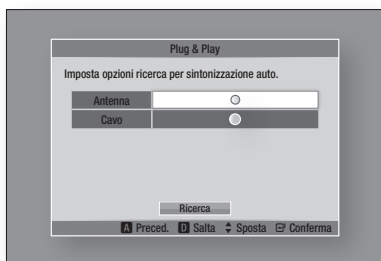 Plug & Play
Imposta opzioni ricerca per sintonizzazione auto.
Antenna
Cavo
Ricerca
A Preced. D Salta Sposta Conferma